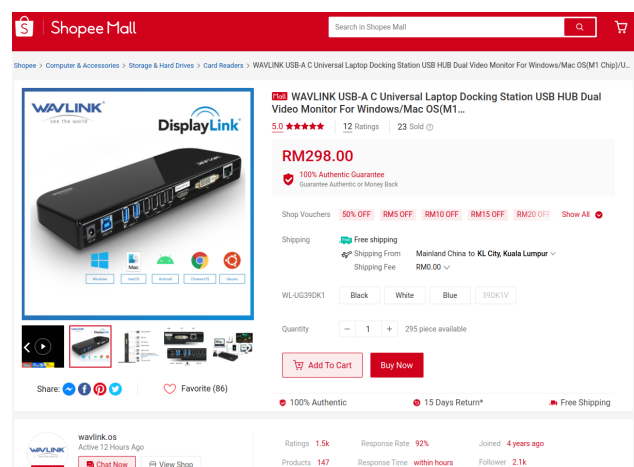 Shopee Mall
Search in Shopee Mall
Shopee > Computer & Accessories > Storage & Hard Drives > Card Readers > WAVLINK USB-A C Universal Laptop Docking Station USB HUB Dual Video Monitor For Windows/Mac OS(M1 Chip)/U...
WAVLINK
see the world
DisplayLink
Windows
Mac
macOS
Android
Chrome OS
Ubuntu
Share:
Favorite (86)
Mall WAVLINK USB-A C Universal Laptop Docking Station USB HUB Dual
Video Monitor For Windows/Mac OS(M1...
5.0 12 Ratings 23 Sold
RM298.00
100% Authentic Guarantee
Guarantee Authentic or Money Back
Shop Vouchers 50% OFF RM5 OFF RM10 OFF RM15 OFF RM20 OFF Show All
Shipping Free shipping
Shipping From Mainland China to KL City, Kuala Lumpur
Shipping Fee RM0.00
WL-UG39DK1 Black White Blue 39DK1V
Quantity − 1 + 295 piece available
Add To Cart Buy Now
100% Authentic 15 Days Return* Free Shipping
WAVLINK
wavlink.os
Active 12 Hours Ago
Chat Now View Shop
Ratings 1.5k Response Rate 92% Joined 4 years ago
Products 147 Response Time within hours Follower 2.1k